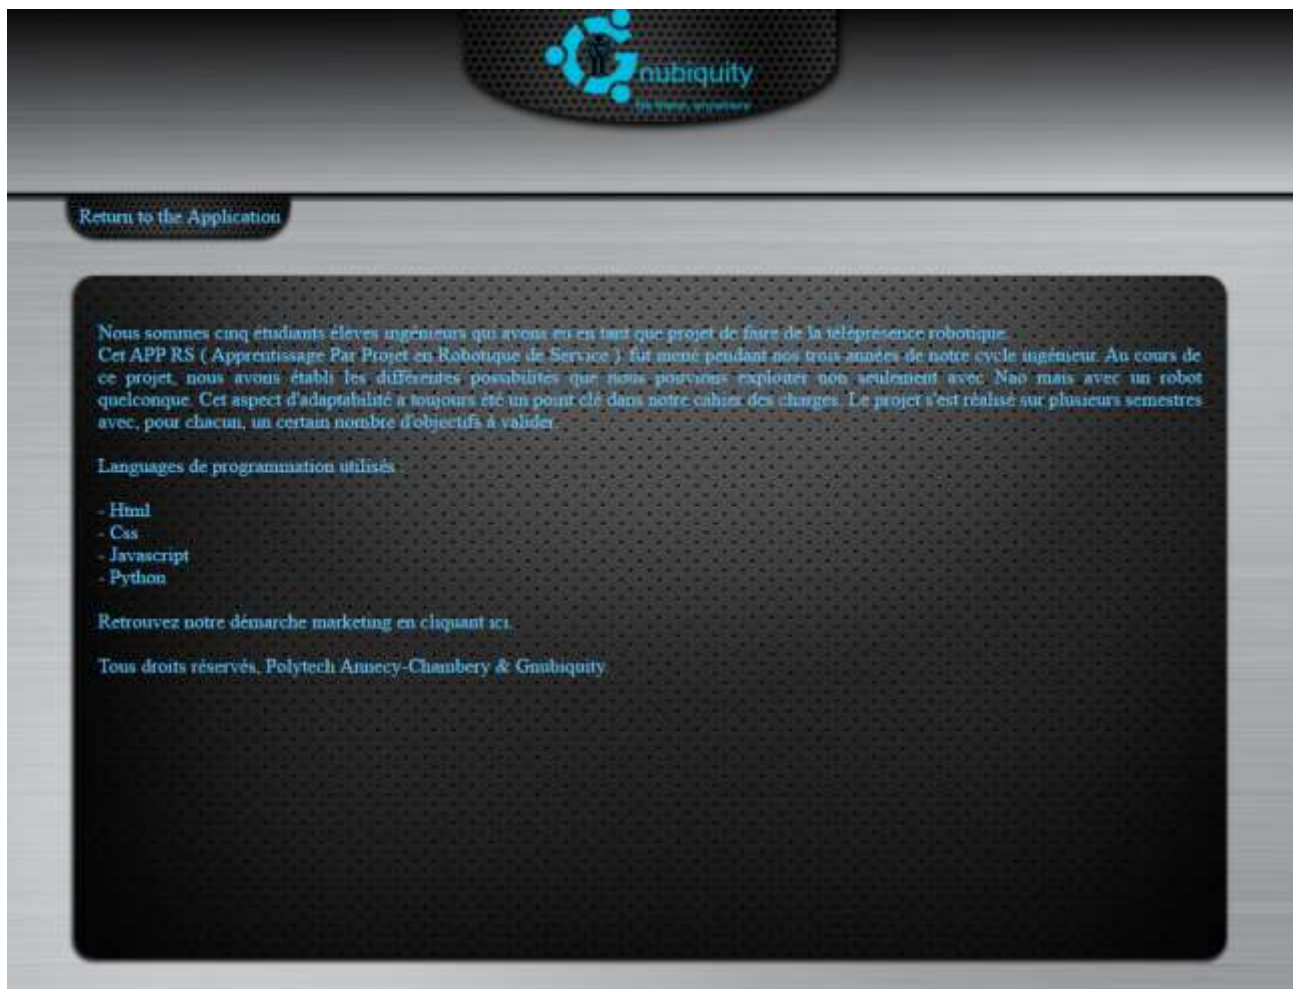 nubiquity
Return to the Application
Nous sommes cinq étudiants élèves ingénieurs qui avons eu en tant que projet de faire de la téléprésence robotique.
Cet APP RS ( Apprentissage Par Projet en Robotique de Service ) fut mené pendant nos trois années de notre cycle ingénieur. Au cours de
ce projet, nous avons établi les différentes possibilités que nous pouvions exploiter non seulement avec Nao mais avec un robot
quelconque. Cet aspect d'adaptabilité a toujours été un point clé dans notre cahier des charges. Le projet s'est réalisé sur plusieurs semestres
avec, pour chacun, un certain nombre d'objectifs à valider.
Languages de programmation utilisés :
- Html
- Css
- Javascript
- Python
Retrouvez notre démarche marketing en cliquant ici.
Tous droits réservés, Polytech Annecy-Chambery & Gnubiquity.